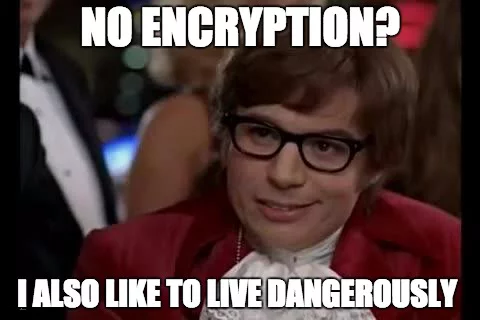 NO ENCRYPTION?
I ALSO LIKE TO LIVE DANGEROUSLY